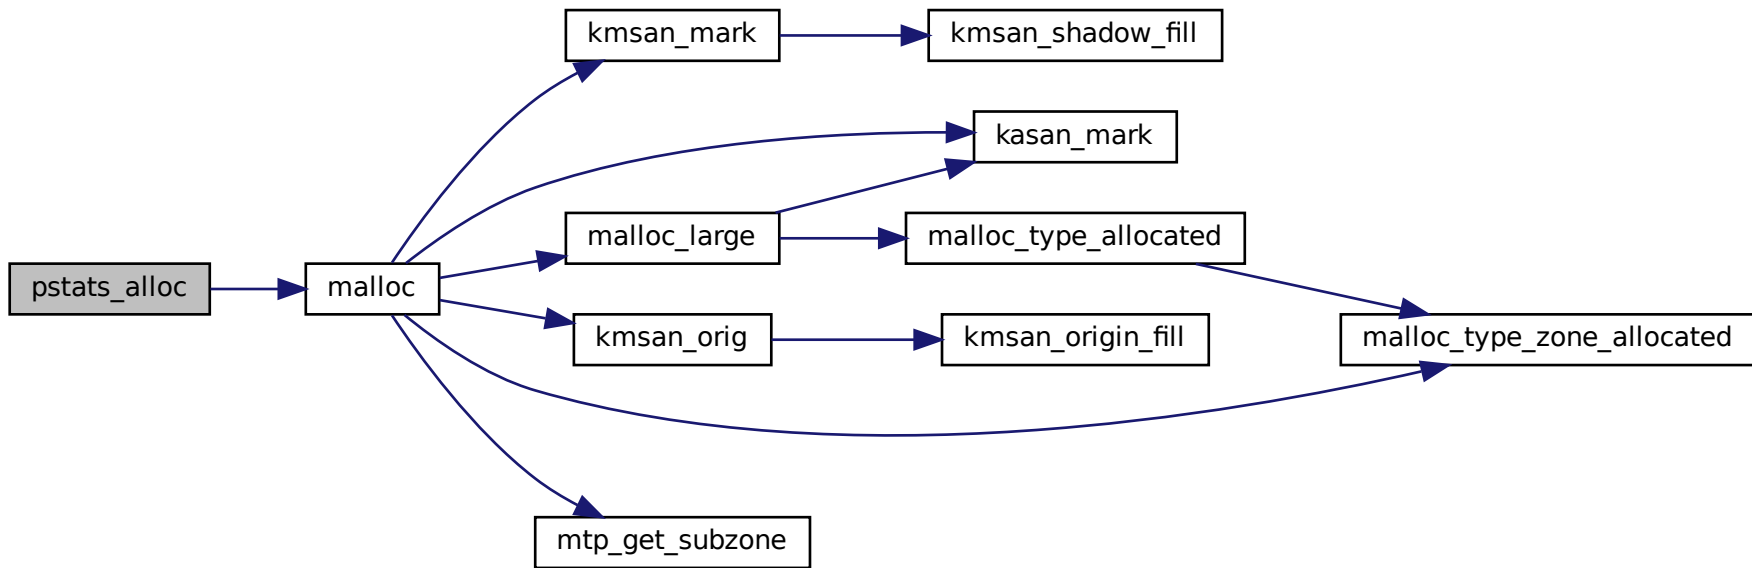 kmsan_mark
kmsan_shadow_fill
kasan_mark
malloc_large
malloc_type_allocated
pstats_alloc
malloc
kmsan_orig
kmsan_origin_fill
malloc_type_zone_allocated
mtp_get_subzone